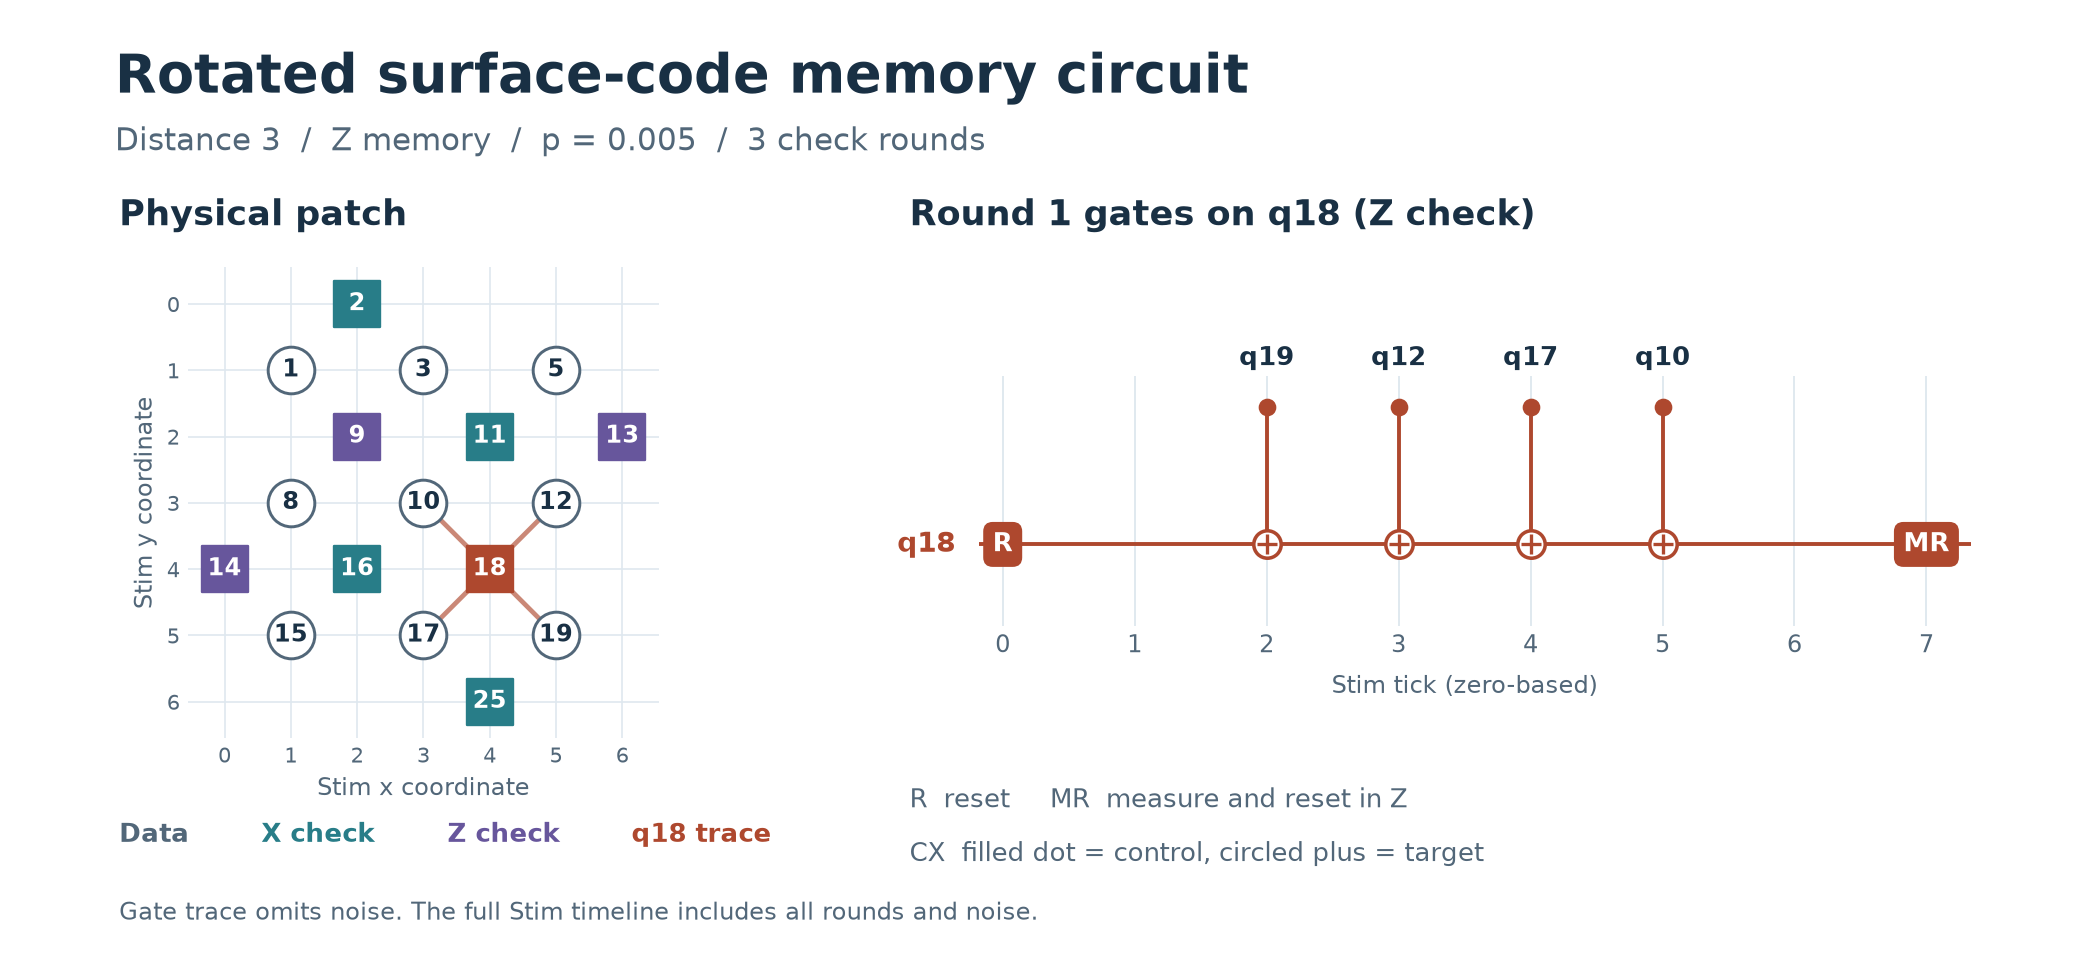 Rotated surface-code memory circuit
Distance 3 / Z memory / p = 0.005 / 3 check rounds
Physical patch
Round 1 gates on q18 (Z check)
Stim y coordinate
0
1
2
3
4
5
6
2
1 3 5
9 11 13
8 10 12
14 16 18
15 17 19
25
0 1 2 3 4 5 6
Stim x coordinate
Data X check Z check q18 trace
q19 q12 q17 q10
q18 R MR
0 1 2 3 4 5 6 7
Stim tick (zero-based)
R reset MR measure and reset in Z
CX filled dot = control, circled plus = target
Gate trace omits noise. The full Stim timeline includes all rounds and noise.